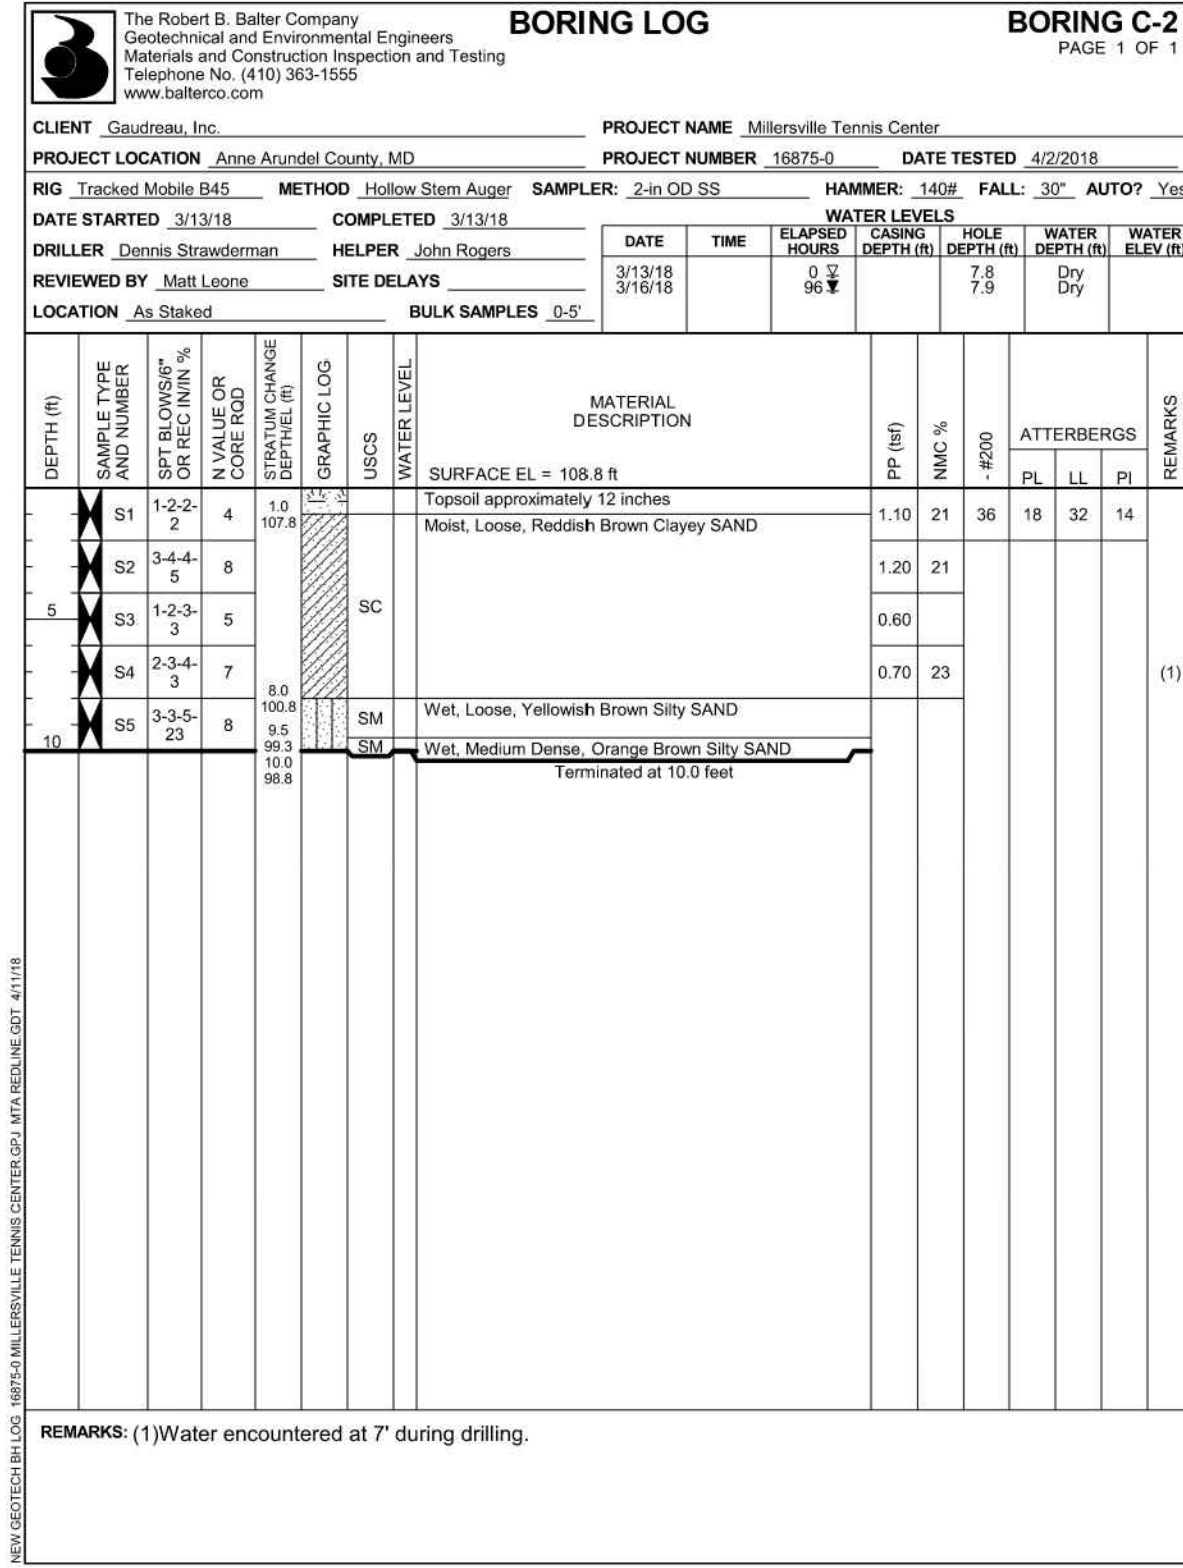 The Robert B. Balter Company
Geotechnical and Environmental Engineers
Materials and Construction Inspection and Testing
Telephone No. (410) 363-1555
www.balterco.com
BORING LOG
BORING C-2
PAGE 1 OF 1
CLIENT Gaudreau, Inc. PROJECT NAME Millersville Tennis Center
PROJECT LOCATION Anne Arundel County, MD PROJECT NUMBER 16875-0 DATE TESTED 4/2/2018
RIG Tracked Mobile B45 METHOD Hollow Stem Auger SAMPLER: 2-in OD SS HAMMER: 140# FALL: 30" AUTO? Yes
DATE STARTED 3/13/18 COMPLETED 3/13/18
DRILLER Dennis Strawderman HELPER John Rogers
REVIEWED BY Matt Leone SITE DELAYS
LOCATION As Staked BULK SAMPLES 0-5'
WATER LEVELS
DATE TIME ELAPSED HOURS CASING DEPTH (ft) HOLE DEPTH (ft) WATER DEPTH (ft) WATER ELEV (ft)
3/13/18 0 7.8 Dry
3/16/18 96 7.9 Dry
DEPTH (ft)
SAMPLE TYPE AND NUMBER
SPT BLOWS/6" OR REC IN/IN %
N VALUE OR CORE RQD
STRATUM CHANGE DEPTH/EL (ft)
GRAPHIC LOG
USCS
WATER LEVEL
MATERIAL
DESCRIPTION
SURFACE EL = 108.8 ft
PP (tsf)
NMC %
- #200
ATTERBERGS
PL LL PI
REMARKS
Topsoil approximately 12 inches
S1 1-2-2-2 4 1.0 107.8 Moist, Loose, Reddish Brown Clayey SAND 1.10 21 36 18 32 14
S2 3-4-4-5 8 1.20 21
5 S3 1-2-3-3 5 SC 0.60
S4 2-3-4-3 7 0.70 23 (1)
8.0
100.8
S5 3-3-5-23 8 SM Wet, Loose, Yellowish Brown Silty SAND
9.5
99.3
10 SM Wet, Medium Dense, Orange Brown Silty SAND
10.0
98.8
Terminated at 10.0 feet
REMARKS: (1)Water encountered at 7' during drilling.
NEW GEOTECH BH LOG 16875-0 MILLERSVILLE TENNIS CENTER.GPJ MTA REDLINE.GDT 4/11/18